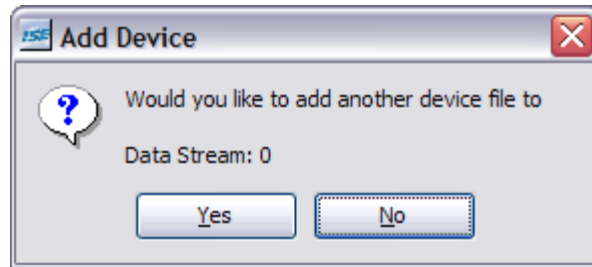 ISE Add Device
Would you like to add another device file to
Data Stream: 0
Yes No